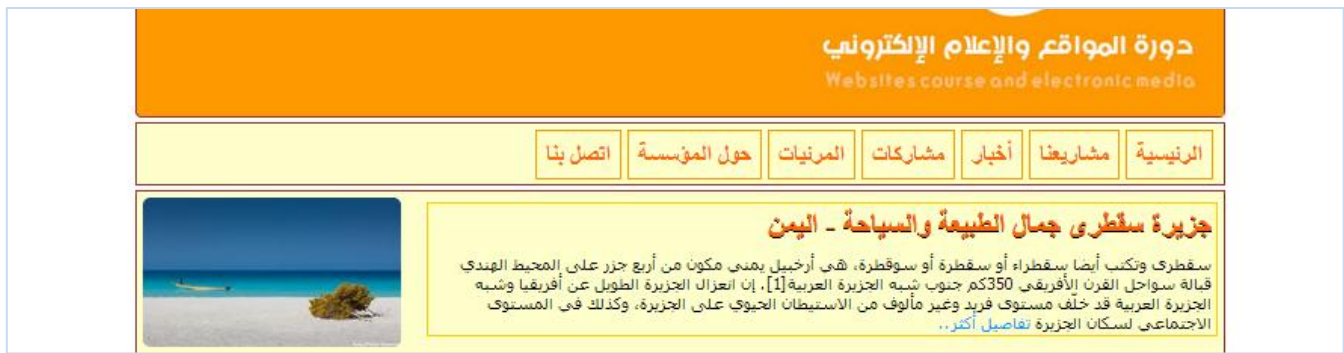 دورة المواقع والإعلام الإلكتروني
Websites course and electronic media
الرئيسية مشاريعنا أخبار مشاركات المرئيات حول المؤسسة اتصل بنا
جزيرة سقطرى جمال الطبيعة والسياحة - اليمن
سقطرى وتكتب أيضا سقطراء أو سقطرة أو سوقطرة، هي أرخبيل يمني مكون من أربع جزر على المحيط الهندي
قبالة سواحل القرن الأفريقي 350كم جنوب شبه الجزيرة العربية[1]. إن انعزال الجزيرة الطويل عن أفريقيا وشبه
الجزيرة العربية قد خلّف مستوى فريد وغير مألوف من الاستيطان الحيوي على الجزيرة، وكذلك في المستوى
الاجتماعي لسكان الجزيرة تفاصيل أكثر..